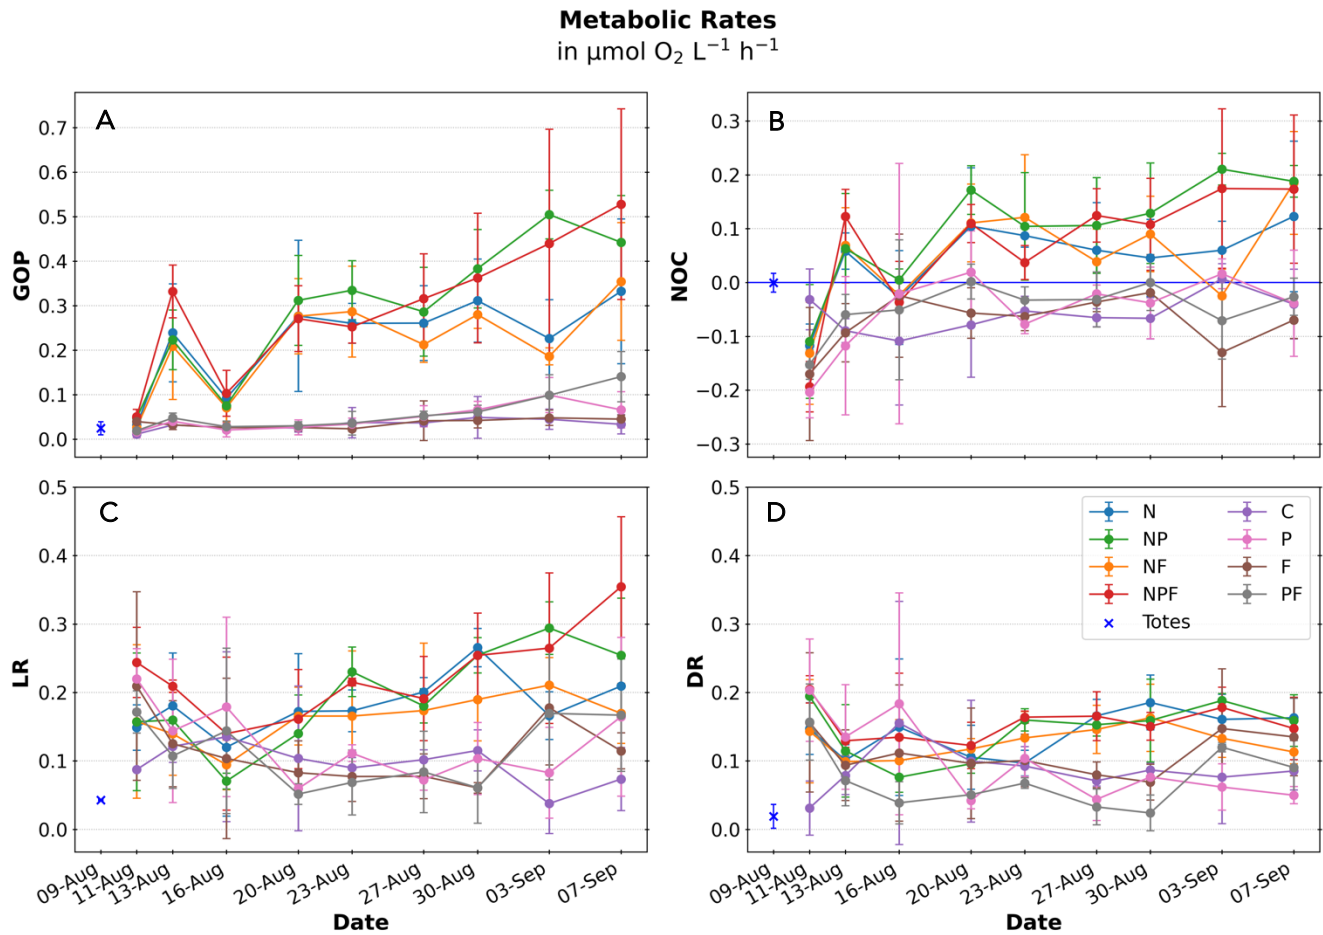 Metabolic Rates
in μmol O₂ L⁻¹ h⁻¹
A
GOP
0.7
0.6
0.5
0.4
0.3
0.2
0.1
0.0
B
NOC
0.3
0.2
0.1
0.0
−0.1
−0.2
−0.3
C
LR
0.5
0.4
0.3
0.2
0.1
0.0
09-Aug
11-Aug
13-Aug
16-Aug
20-Aug
23-Aug
27-Aug
30-Aug
03-Sep
07-Sep
Date
D
DR
0.5
0.4
0.3
0.2
0.1
0.0
N
NP
NF
NPF
Totes
C
P
F
PF
09-Aug
11-Aug
13-Aug
16-Aug
20-Aug
23-Aug
27-Aug
30-Aug
03-Sep
07-Sep
Date